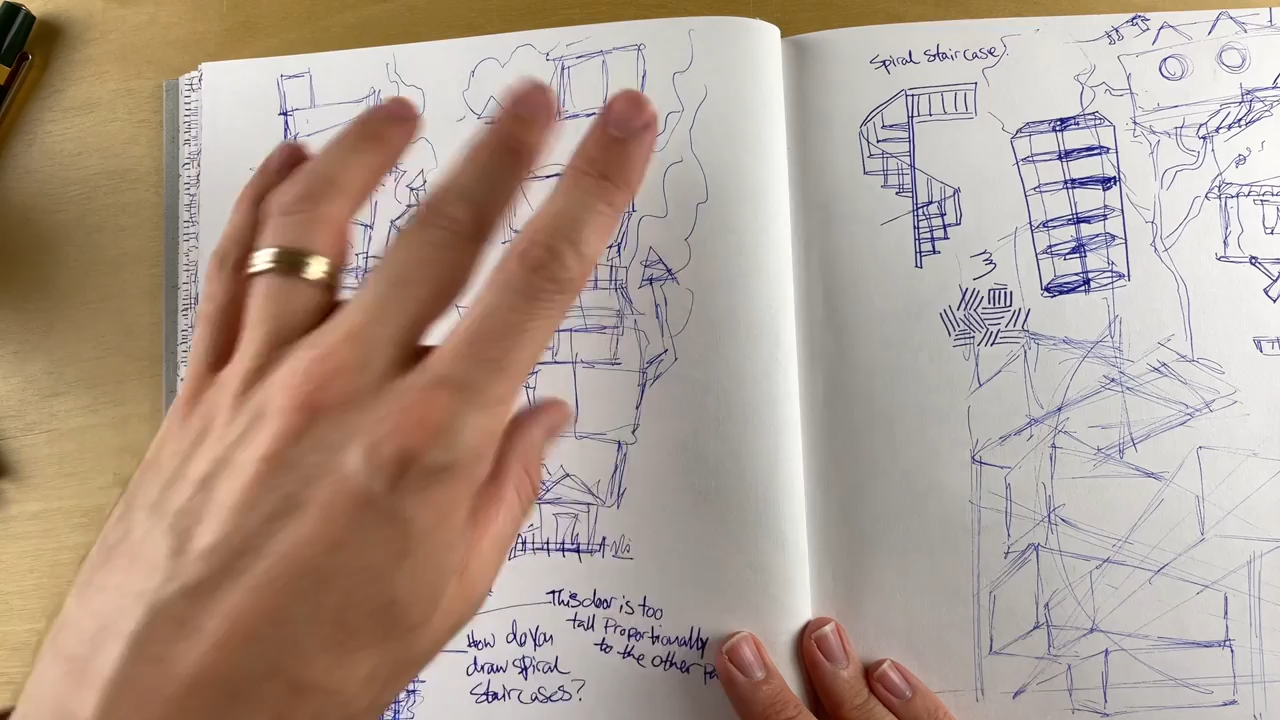 Spiral Staircase?
This door is too
tall Proportionally
to the other
How do you
draw spiral
Staircases?